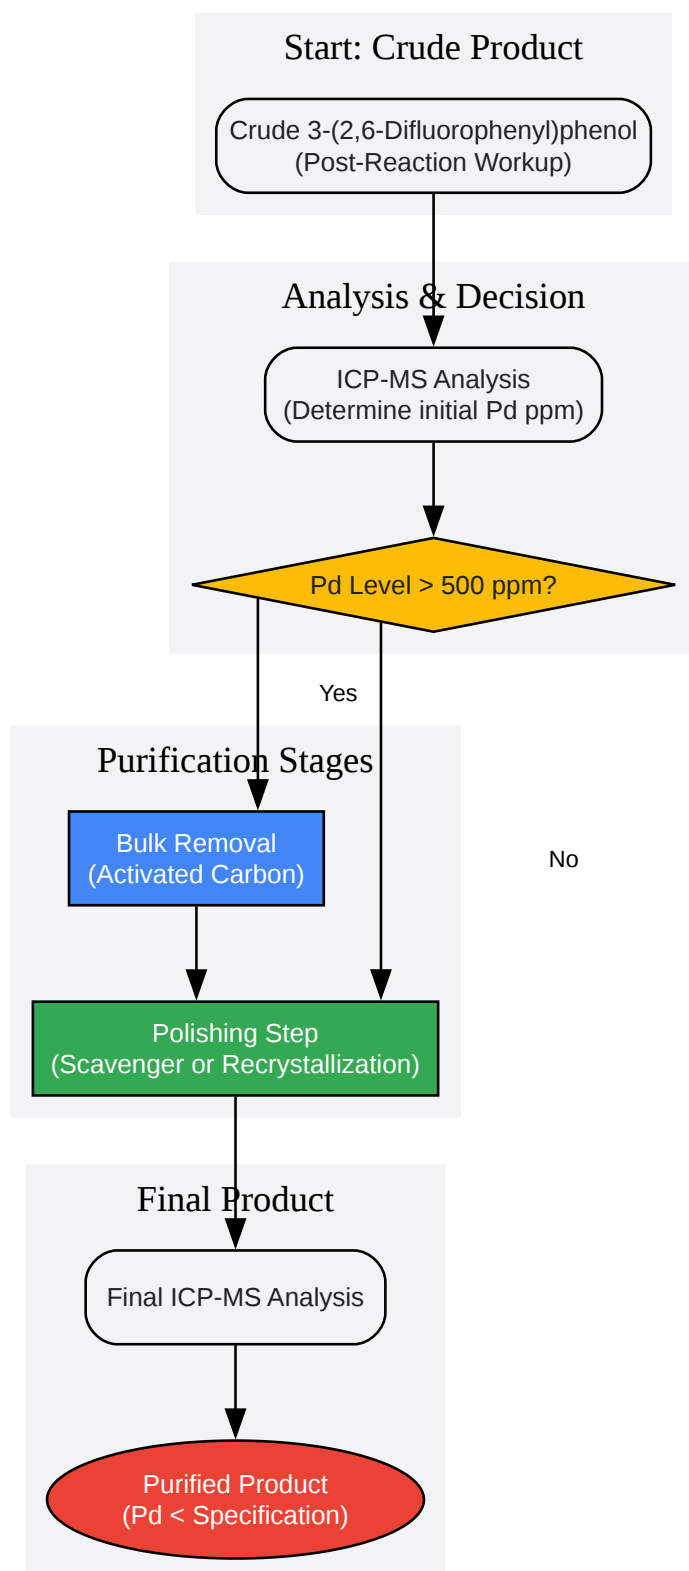 Start: Crude Product
Crude 3-(2,6-Difluorophenyl)phenol
(Post-Reaction Workup)
Analysis & Decision
ICP-MS Analysis
(Determine initial Pd ppm)
Pd Level > 500 ppm?
Yes
Purification Stages
Bulk Removal
(Activated Carbon)
No
Polishing Step
(Scavenger or Recrystallization)
Final Product
Final ICP-MS Analysis
Purified Product
(Pd < Specification)